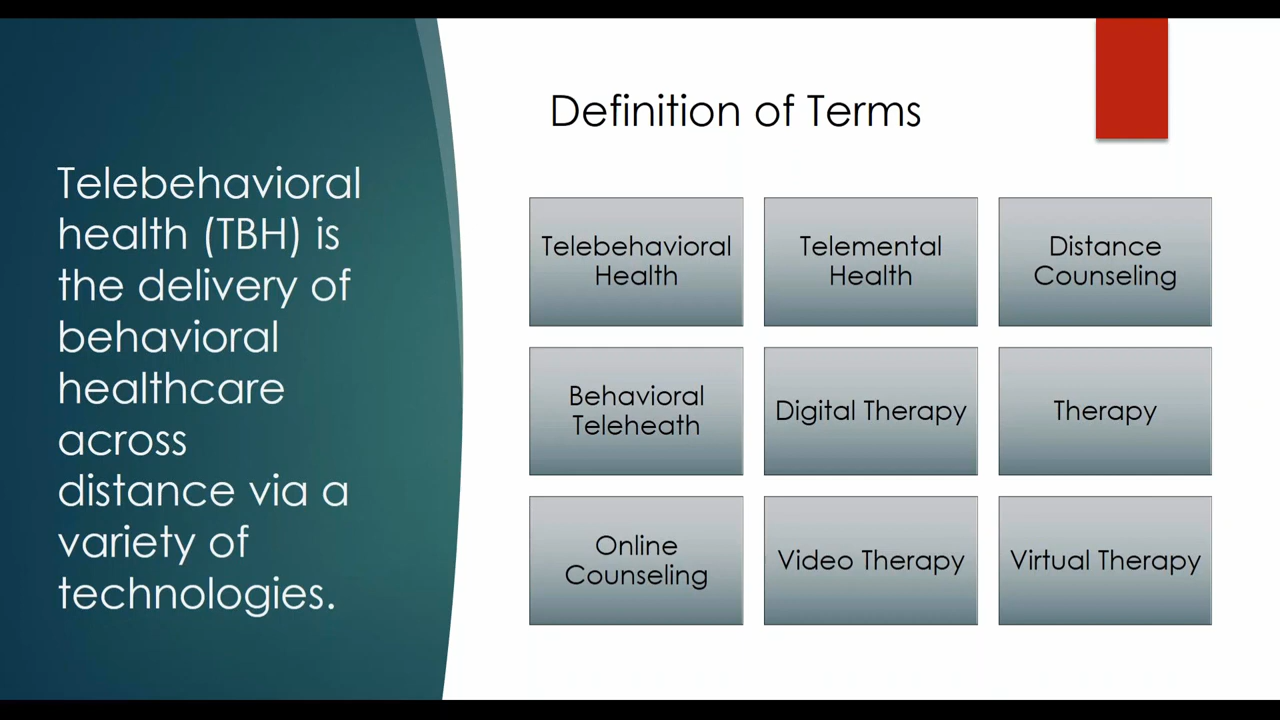 Telebehavioral
health (TBH) is
the delivery of
behavioral
healthcare
across
distance via a
variety of
technologies.
Definition of Terms
Telebehavioral
Health
Telemental
Health
Distance
Counseling
Behavioral
Teleheath
Digital Therapy
Therapy
Online
Counseling
Video Therapy
Virtual Therapy